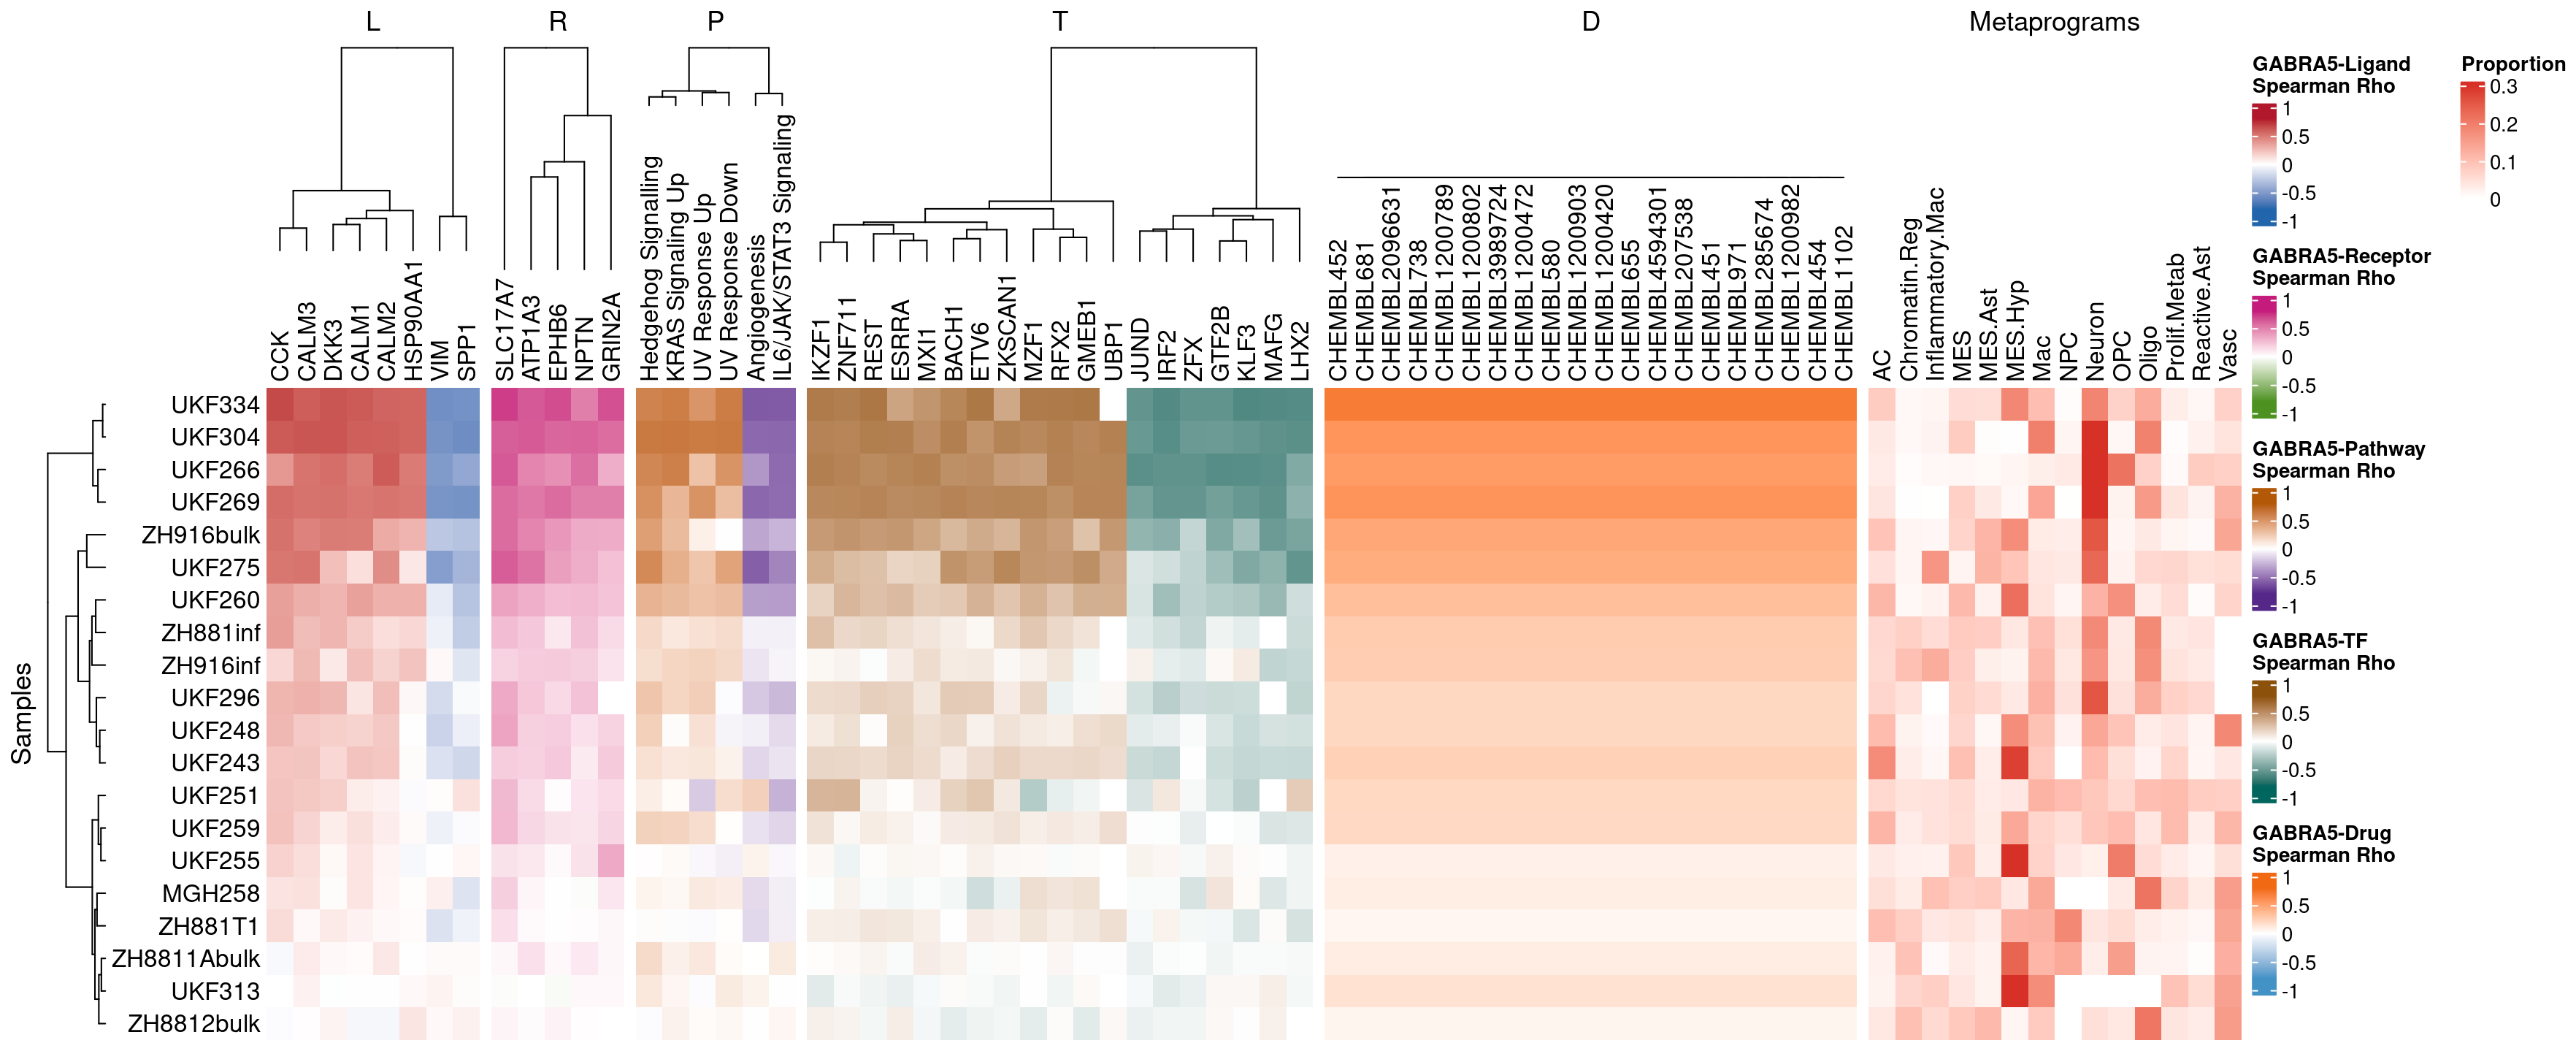 L
R
P
T
D
Metaprograms
CCK
CALM3
DKK3
CALM1
CALM2
HSP90AA1
VIM
SPP1
SLC17A7
ATP1A3
EPHB6
NPTN
GRIN2A
Hedgehog Signalling
KRAS Signaling Up
UV Response Up
UV Response Down
Angiogenesis
IL6/JAK/STAT3 Signaling
IKZF1
ZNF711
REST
ESRRA
MXI1
BACH1
ETV6
ZKSCAN1
MZF1
RFX2
GMEB1
UBP1
JUND
IRF2
ZFX
GTF2B
KLF3
MAFG
LHX2
CHEMBL452
CHEMBL681
CHEMBL2096631
CHEMBL738
CHEMBL1200789
CHEMBL1200802
CHEMBL3989724
CHEMBL1200472
CHEMBL580
CHEMBL1200903
CHEMBL1200420
CHEMBL655
CHEMBL4594301
CHEMBL207538
CHEMBL451
CHEMBL971
CHEMBL285674
CHEMBL1200982
CHEMBL454
CHEMBL1102
AC
Chromatin.Reg
Inflammatory.Mac
MES
MES.Ast
MES.Hyp
Mac
NPC
Neuron
OPC
Oligo
Prolif.Metab
Reactive.Ast
Vasc
Samples
UKF334
UKF304
UKF266
UKF269
ZH916bulk
UKF275
UKF260
ZH881inf
ZH916inf
UKF296
UKF248
UKF243
UKF251
UKF259
UKF255
MGH258
ZH881T1
ZH8811Abulk
UKF313
ZH8812bulk
GABRA5-Ligand
Spearman Rho
1
0.5
0
-0.5
-1
GABRA5-Receptor
Spearman Rho
1
0.5
0
-0.5
-1
GABRA5-Pathway
Spearman Rho
1
0.5
0
-0.5
-1
GABRA5-TF
Spearman Rho
1
0.5
0
-0.5
-1
GABRA5-Drug
Spearman Rho
1
0.5
0
-0.5
-1
Proportion
0.3
0.2
0.1
0